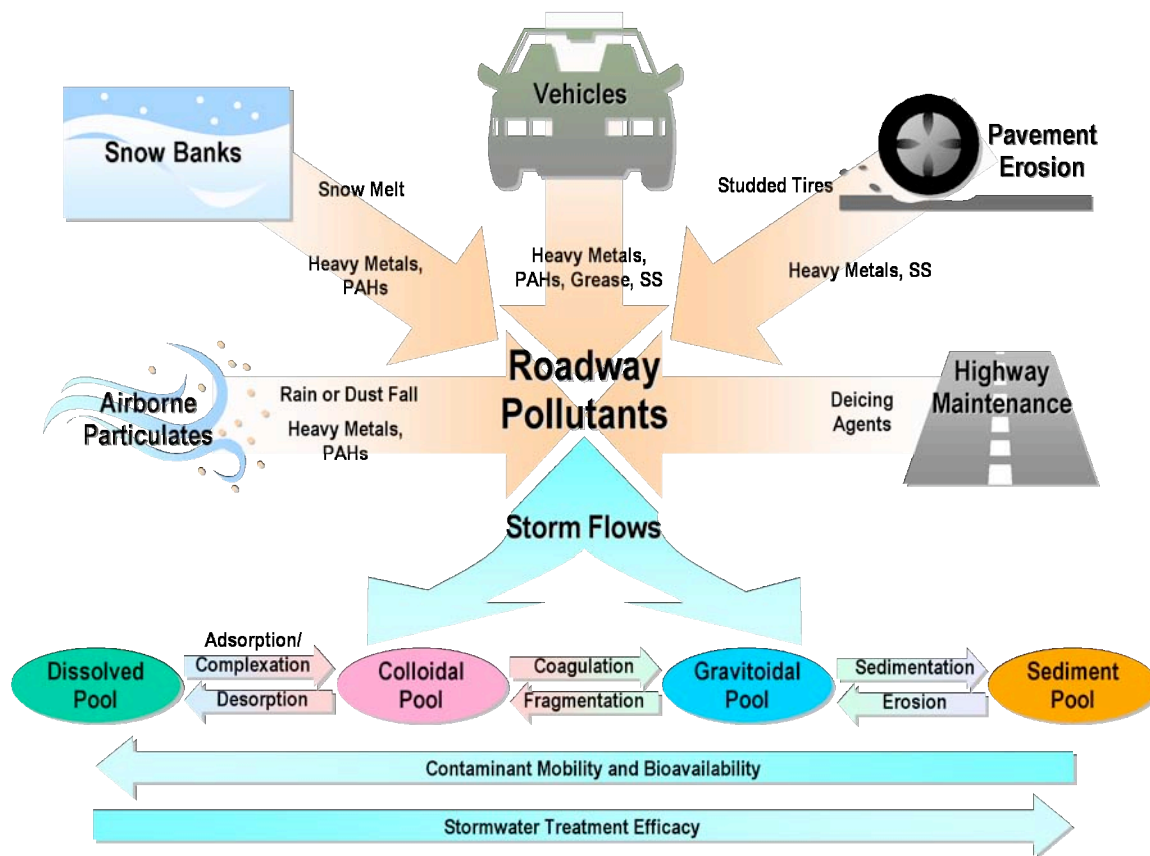 Vehicles
Snow Banks
Pavement
Erosion
Snow Melt
Studded Tires
Heavy Metals,
PAHs
Heavy Metals,
PAHs, Grease, SS
Heavy Metals, SS
Roadway
Pollutants
Airborne
Particulates
Rain or Dust Fall
Heavy Metals,
PAHs
Deicing
Agents
Highway
Maintenance
Storm Flows
Dissolved
Pool
Adsorption/
Complexation
Desorption
Colloidal
Pool
Coagulation
Fragmentation
Gravitoidal
Pool
Sedimentation
Erosion
Sediment
Pool
Contaminant Mobility and Bioavailability
Stormwater Treatment Efficacy